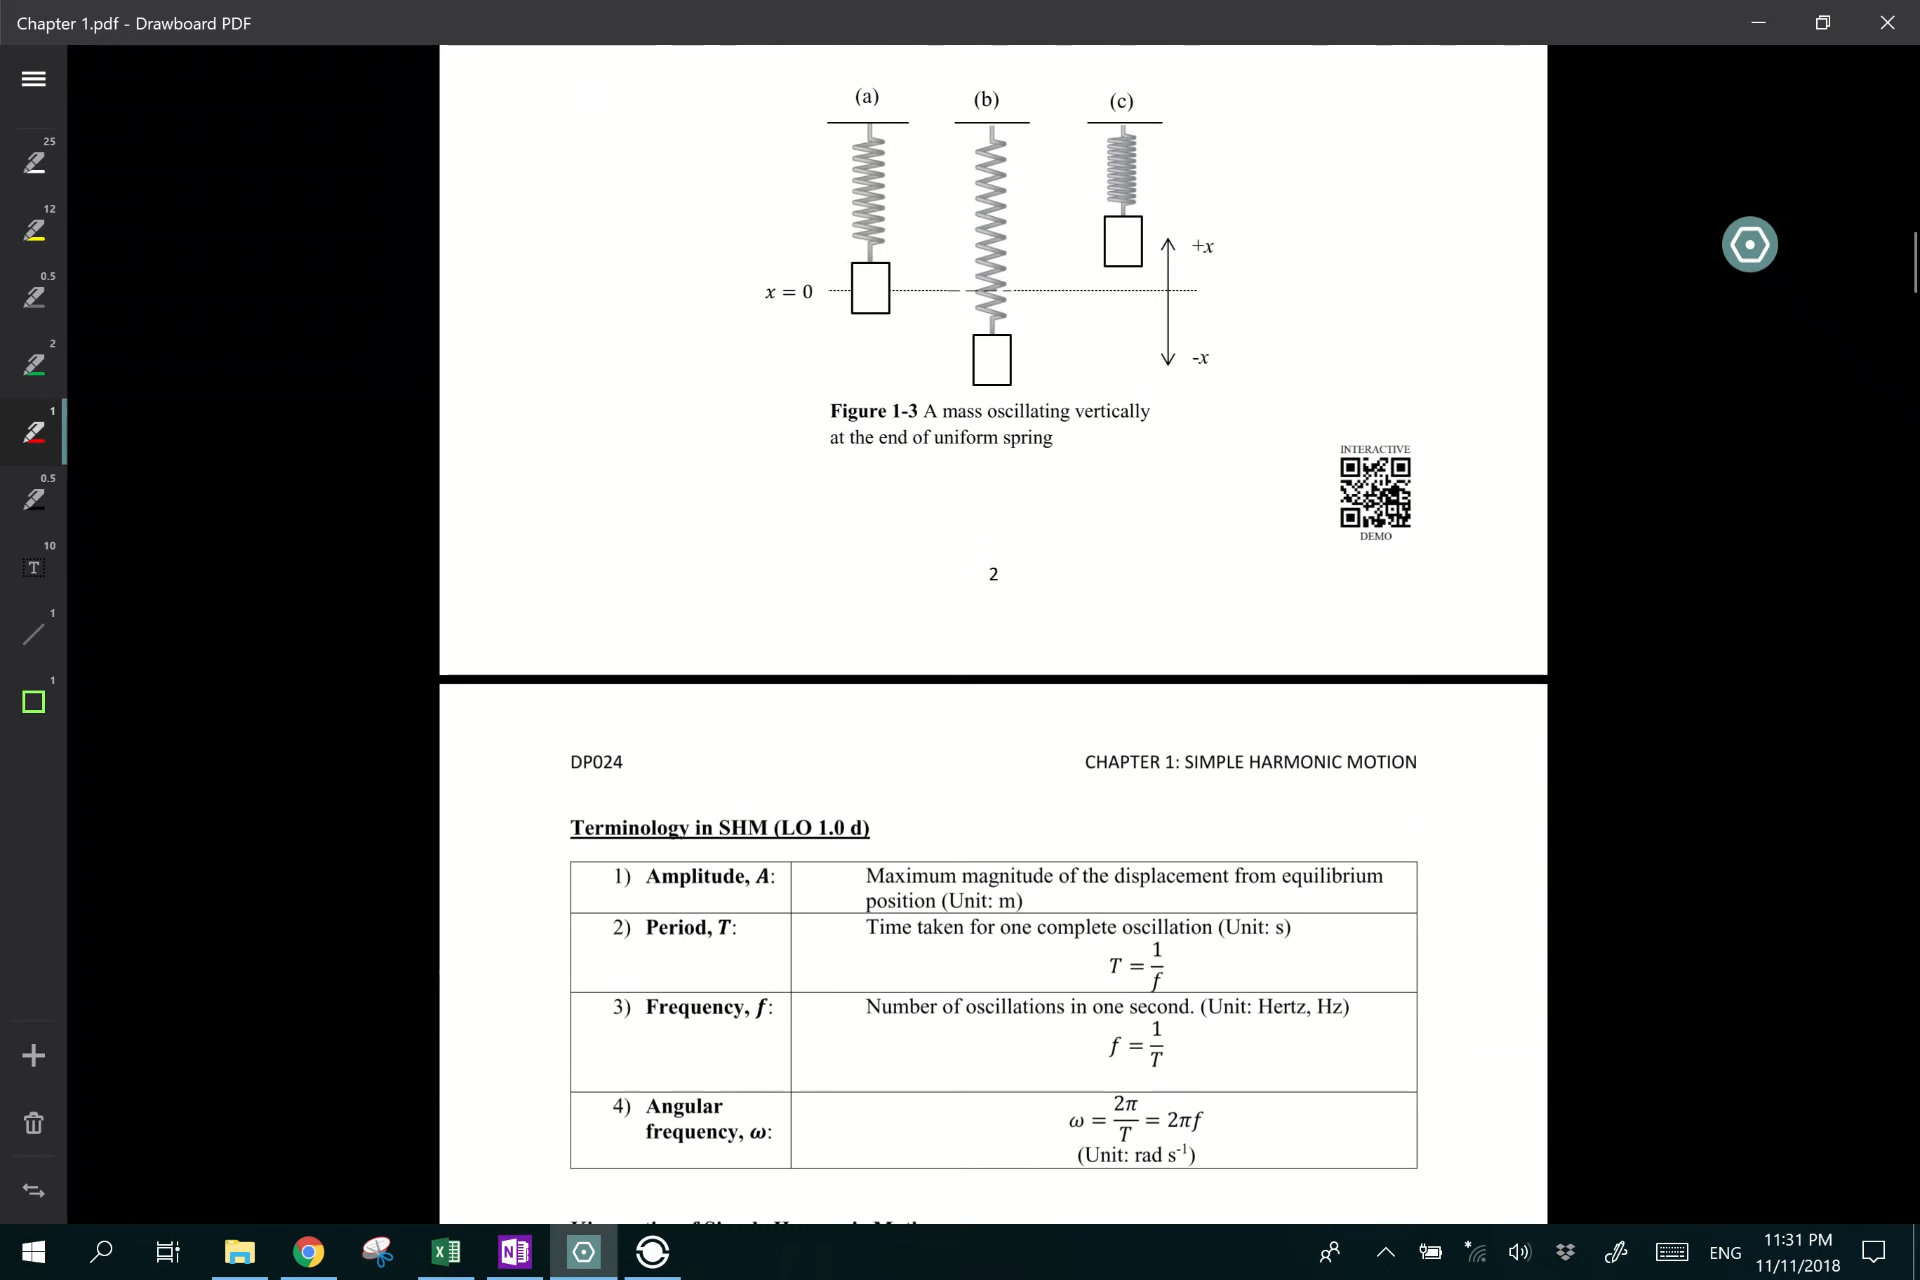 Chapter 1.pdf - Drawboard PDF
25
12
0.5
2
1
0.5
10
T
1
1
(a)
(b)
(c)
+x
x = 0
-x
Figure 1-3 A mass oscillating vertically
at the end of uniform spring
INTERACTIVE
DEMO
2
DP024
CHAPTER 1: SIMPLE HARMONIC MOTION
Terminology in SHM (LO 1.0 d)
1) Amplitude, A:
Maximum magnitude of the displacement from equilibrium
position (Unit: m)
2) Period, T:
Time taken for one complete oscillation (Unit: s)
T = 1/f
3) Frequency, f:
Number of oscillations in one second. (Unit: Hertz, Hz)
f = 1/T
4) Angular
frequency, ω:
ω = 2π/T = 2πf
(Unit: rad s⁻¹)
ENG
11:31 PM
11/11/2018